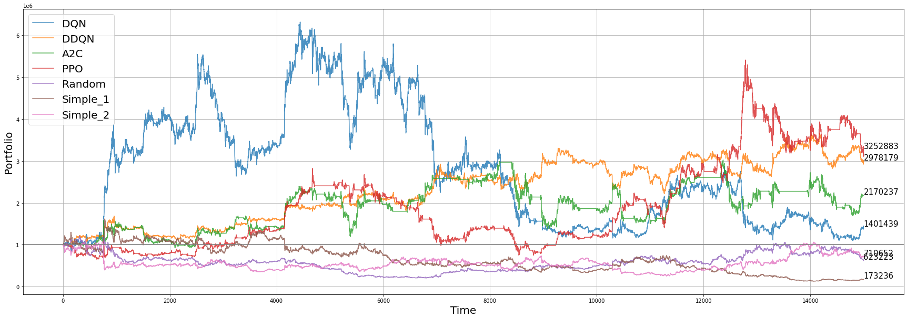 1e6
DQN
DDQN
A2C
PPO
Random
Simple_1
Simple_2
6
5
4
3
2
1
0
Portfolio
3252883
2978179
2170237
1401439
173236
0
2000
4000
6000
8000
10000
12000
14000
Time